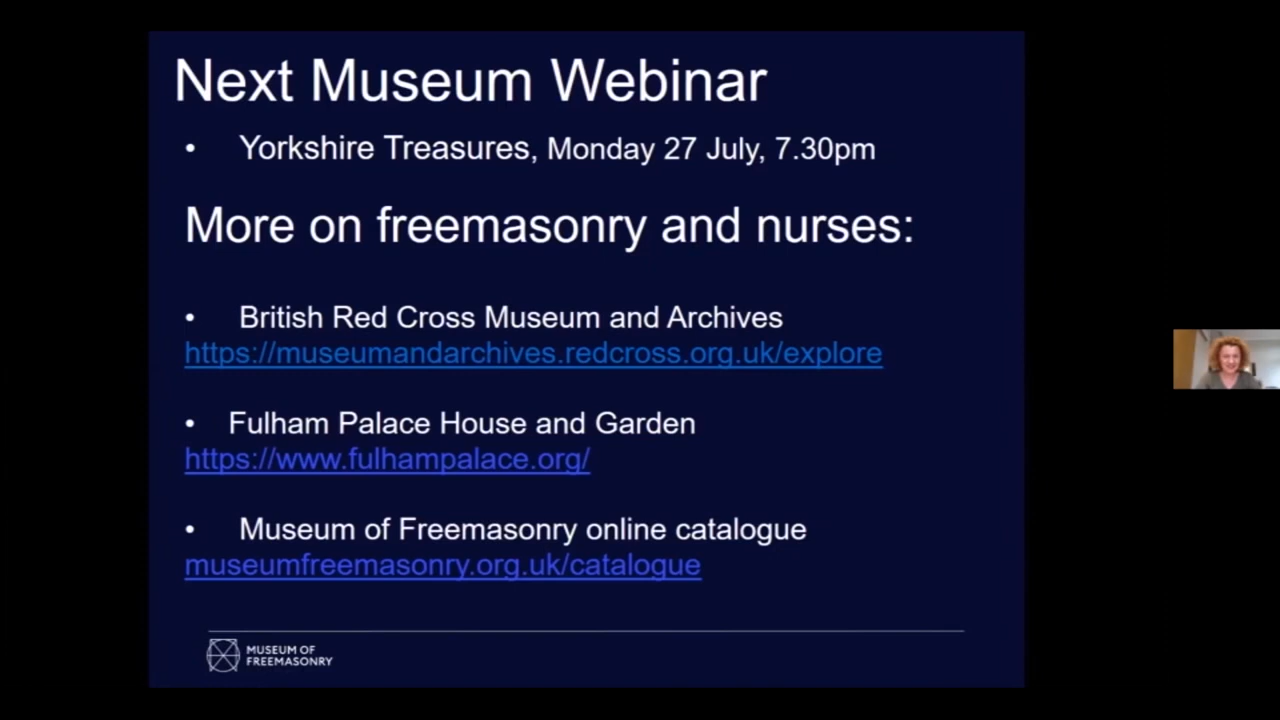 Next Museum Webinar
• Yorkshire Treasures, Monday 27 July, 7.30pm
More on freemasonry and nurses:
• British Red Cross Museum and Archives
https://museumandarchives.redcross.org.uk/explore
• Fulham Palace House and Garden
https://www.fulhampalace.org/
• Museum of Freemasonry online catalogue
museumfreemasonry.org.uk/catalogue
MUSEUM OF
FREEMASONRY